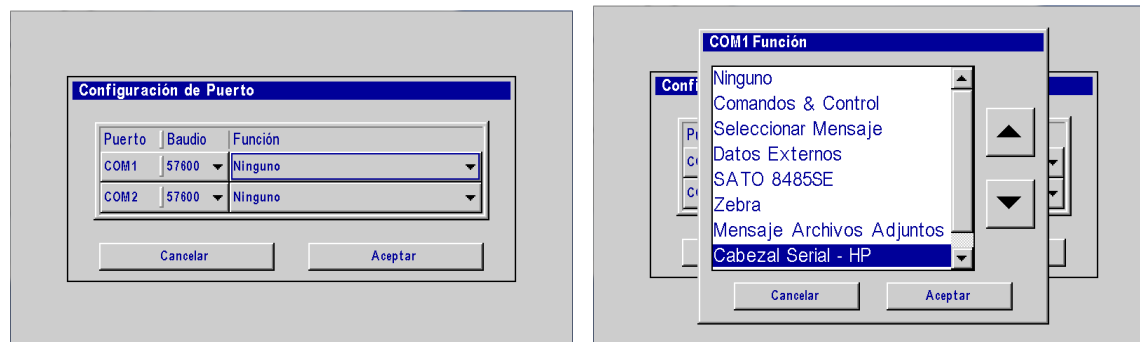 Configuración de Puerto
Puerto Baudio Función
COM1 57600 Ninguno
COM2 57600 Ninguno
Cancelar Aceptar
COM1 Función
Confi
Ninguno
Comandos & Control
Seleccionar Mensaje
Datos Externos
SATO 8485SE
Zebra
Mensaje Archivos Adjuntos
Cabezal Serial - HP
Cancelar Aceptar